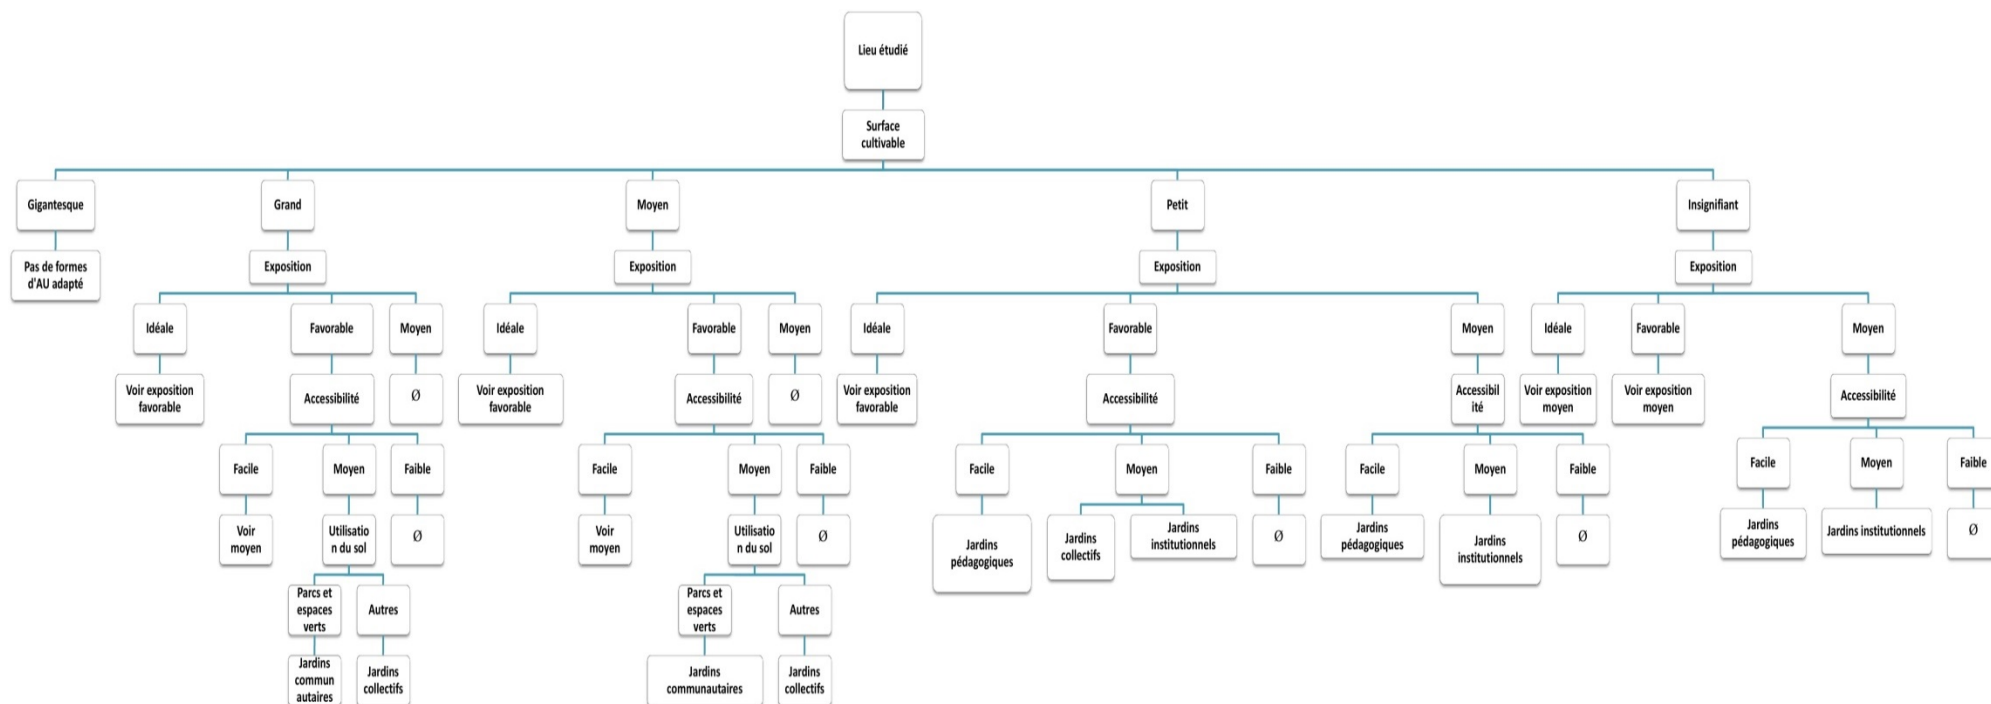 Lieu étudié
Surface
cultivable
Gigantesque
Grand
Moyen
Petit
Insignifiant
Pas de formes
d'AU adapté
Exposition
Exposition
Exposition
Exposition
Idéale
Favorable
Moyen
Idéale
Favorable
Moyen
Idéale
Favorable
Moyen
Idéale
Favorable
Moyen
Voir exposition
favorable
Accessibilité
Ø
Voir exposition
favorable
Accessibilité
Ø
Voir exposition
favorable
Accessibilité
Accessibil
ité
Voir exposition
moyen
Voir exposition
moyen
Accessibilité
Facile
Moyen
Faible
Facile
Moyen
Faible
Facile
Moyen
Faible
Facile
Moyen
Faible
Facile
Moyen
Faible
Voir
moyen
Utilisatio
n du sol
Ø
Voir
moyen
Utilisatio
n du sol
Ø
Jardins
pédagogiques
Jardins
collectifs
Jardins
institutionnels
Ø
Jardins
pédagogiques
Jardins
institutionnels
Ø
Jardins
pédagogiques
Jardins institutionnels
Ø
Parcs et
espaces
verts
Autres
Parcs et
espaces
verts
Autres
Jardins
commun
autaires
Jardins
collectifs
Jardins
communautaires
Jardins
collectifs